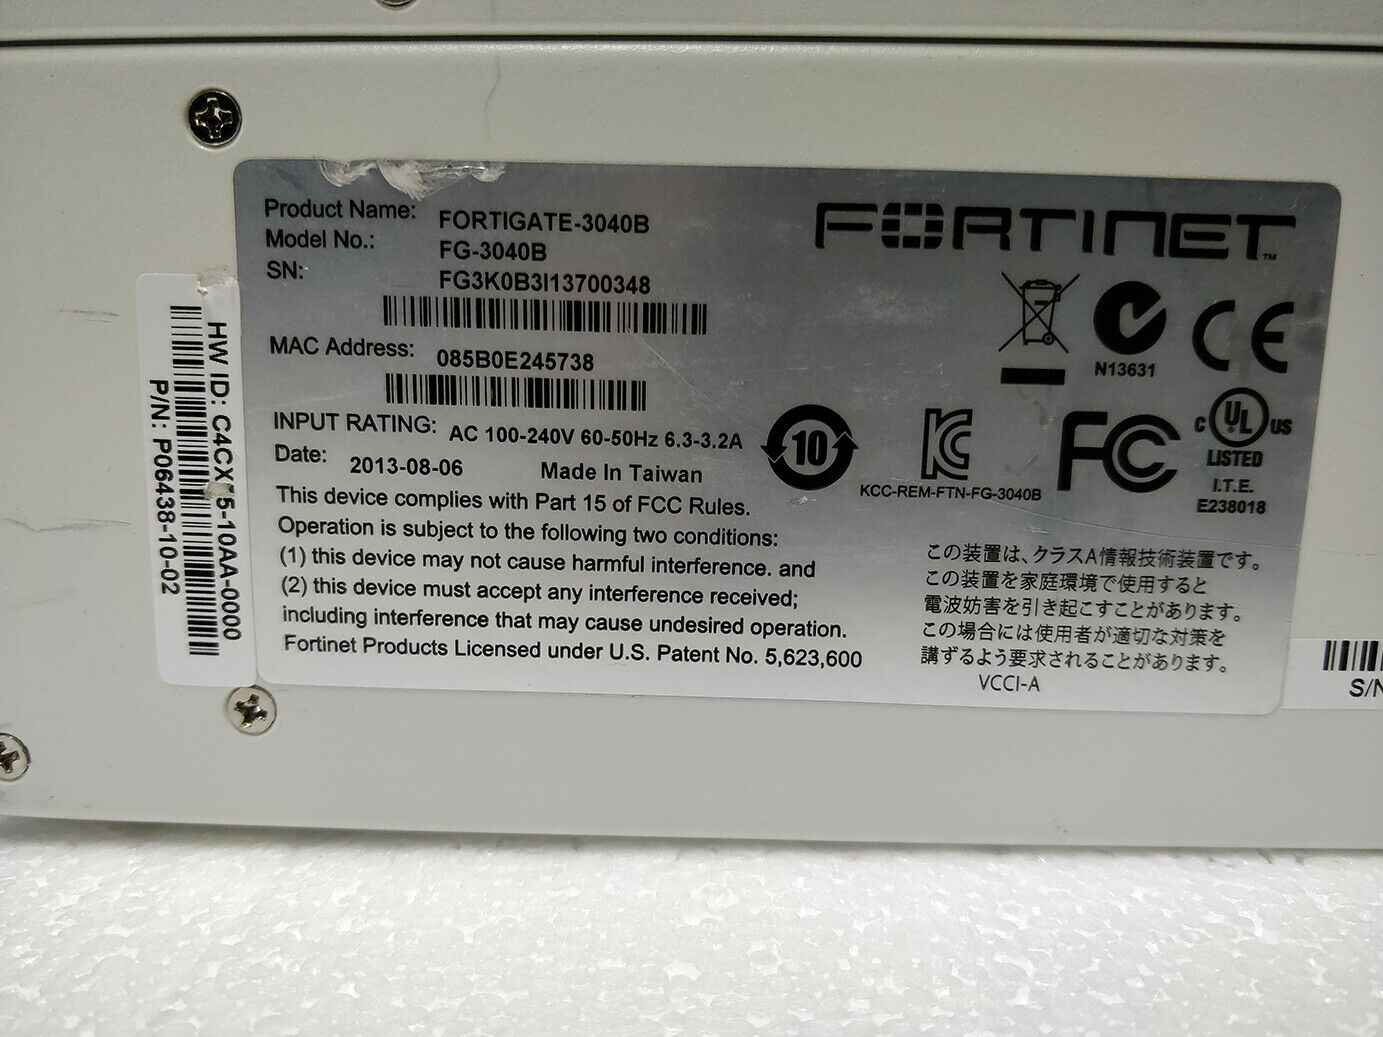 Product Name: FORTIGATE-3040B
Model No.: FG-3040B
SN: FG3K0B3I13700348
MAC Address: 085B0E245738
INPUT RATING: AC 100-240V 60-50Hz 6.3-3.2A
Date: 2013-08-06 Made In Taiwan
This device complies with Part 15 of FCC Rules.
Operation is subject to the following two conditions:
(1) this device may not cause harmful interference. and
(2) this device must accept any interference received;
including interference that may cause undesired operation.
Fortinet Products Licensed under U.S. Patent No. 5,623,600
FORTINET™
N13631
CE
10
KC
KCC-REM-FTN-FG-3040B
FC
C UL US
LISTED
I.T.E.
E238018
この装置は、クラスA情報技術装置です。
この装置を家庭環境で使用すると
電波妨害を引き起こすことがあります。
この場合には使用者が適切な対策を
講ずるよう要求されることがあります。
VCCI-A
HW ID:
P/N: P06438-10-02
S/N